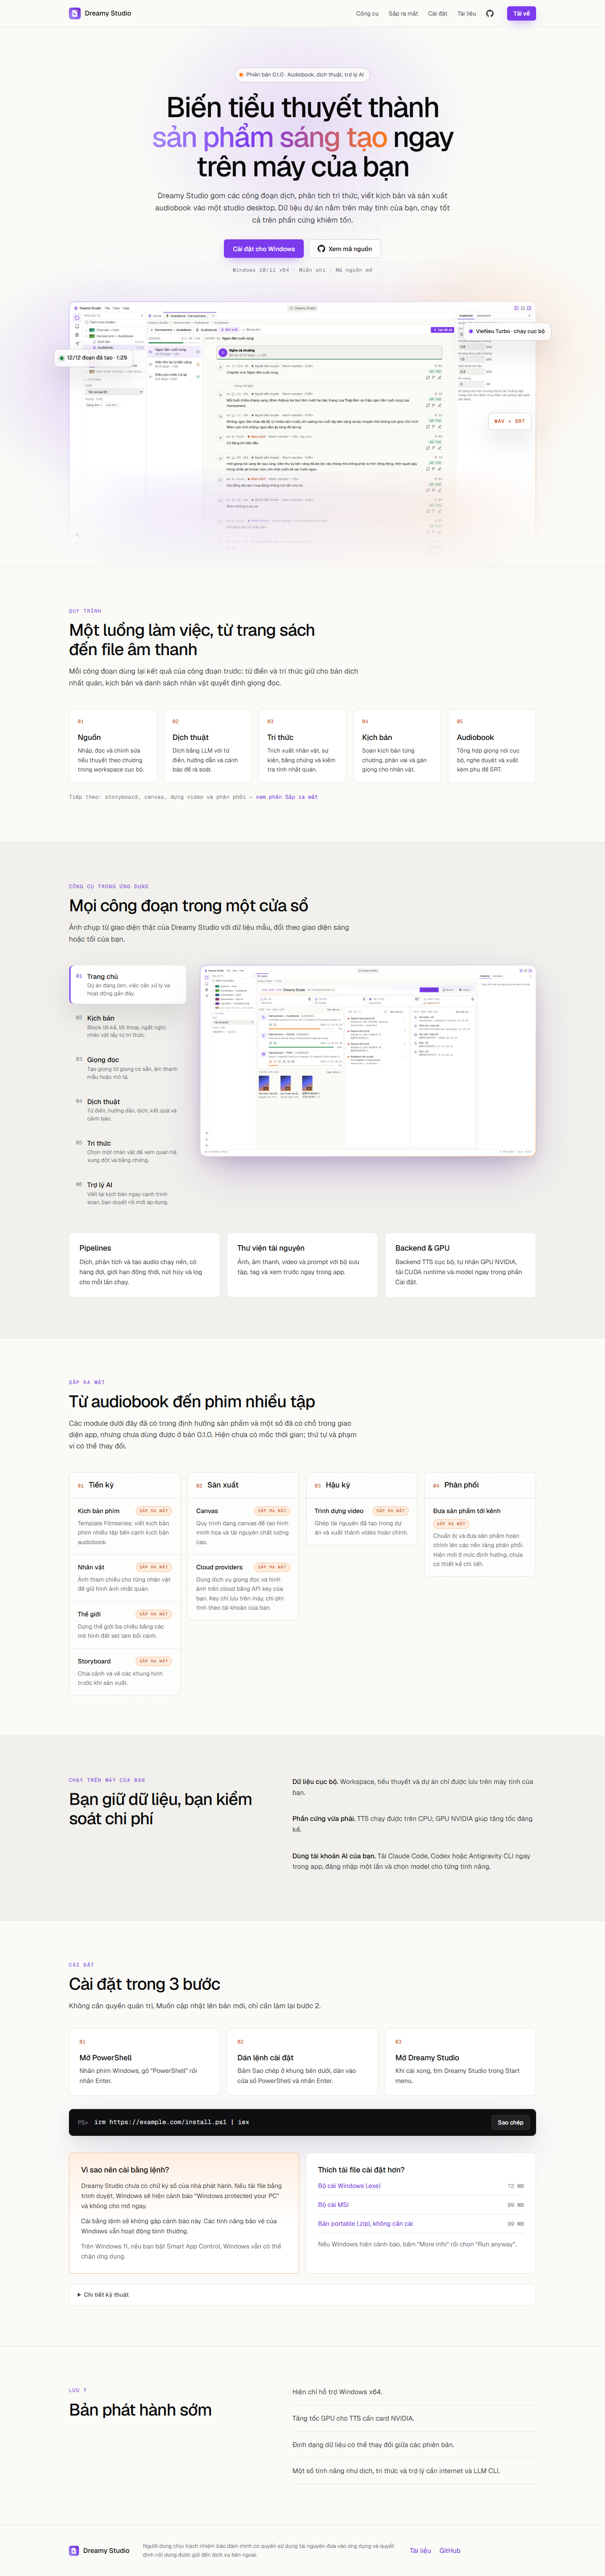 Dreamy Studio
Công cụ
Sắp ra mắt
Cài đặt
Tài liệu
Tải về
Phiên bản 0.1.0 · Audiobook, dịch thuật, trợ lý AI
Biến tiểu thuyết thành
sản phẩm sáng tạo ngay
trên máy của bạn
Dreamy Studio gom các công đoạn dịch, phân tích tri thức, viết kịch bản và sản xuất
audiobook vào một studio desktop. Dữ liệu dự án nằm trên máy tính của bạn, chạy tốt
cả trên phần cứng khiêm tốn.
Cài đặt cho Windows
Xem mã nguồn
Windows 10/11 x64 · Miễn phí · Mã nguồn mở
12/12 đoạn đã tạo · 1:29
VieNeu Turbo · chạy cục bộ
WAV + SRT
QUY TRÌNH
Một luồng làm việc, từ trang sách
đến file âm thanh
Mỗi công đoạn dùng lại kết quả của công đoạn trước: từ điển và tri thức giữ cho bản dịch
nhất quán, kịch bản và danh sách nhân vật quyết định giọng đọc.
01
Nguồn
Nhập, đọc và chỉnh sửa
tiểu thuyết theo chương
trong workspace cục bộ.
02
Dịch thuật
Dịch bằng LLM với từ
điển, hướng dẫn và cảnh
báo để rà soát.
03
Tri thức
Trích xuất nhân vật, sự
kiện, bằng chứng và kiểm
tra tính nhất quán.
04
Kịch bản
Soạn kịch bản từng
chương, phân vai và gán
giọng cho nhân vật.
05
Audiobook
Tổng hợp giọng nói cục
bộ, nghe duyệt và xuất
kèm phụ đề SRT.
Tiếp theo: storyboard, canvas, dựng video và phân phối — xem phần Sắp ra mắt
CÔNG CỤ TRONG ỨNG DỤNG
Mọi công đoạn trong một cửa sổ
Ảnh chụp từ giao diện thật của Dreamy Studio với dữ liệu mẫu, đổi theo giao diện sáng
hoặc tối của bạn.
01 Trang chủ
Dự án đang làm, việc cần xử lý và
hoạt động gần đây.
02 Kịch bản
Block lời kể, lời thoại, ngắt nghỉ,
nhân vật lấy từ tri thức.
03 Giọng đọc
Tạo giọng từ giọng có sẵn, âm thanh
mẫu hoặc mô tả.
04 Dịch thuật
Từ điển, hướng dẫn, dịch, kết quả và
cảnh báo.
05 Tri thức
Chọn một nhân vật để xem quan hệ,
xung đột và bằng chứng.
06 Trợ lý AI
Viết lại kịch bản ngay cạnh trình
soạn, bạn duyệt rồi mới áp dụng.
Pipelines
Dịch, phân tích và tạo audio chạy nền, có
hàng đợi, giới hạn đồng thời, nút hủy và log
cho mỗi lần chạy.
Thư viện tài nguyên
Ảnh, âm thanh, video và prompt với bộ sưu
tập, tag và xem trước ngay trong app.
Backend & GPU
Backend TTS cục bộ, tự nhận GPU NVIDIA,
tải CUDA runtime và model ngay trong phần
Cài đặt.
SẮP RA MẮT
Từ audiobook đến phim nhiều tập
Các module dưới đây đã có trong định hướng sản phẩm và một số đã có chỗ trong giao
diện app, nhưng chưa dùng được ở bản 0.1.0. Hiện chưa có mốc thời gian; thứ tự và phạm
vi có thể thay đổi.
01 Tiền kỳ
Kịch bản phim
SẮP RA MẮT
Template Filmseries: viết kịch bản
phim nhiều tập bên cạnh kịch bản
audiobook.
Nhân vật
SẮP RA MẮT
Ảnh tham chiếu cho từng nhân vật
để giữ hình ảnh nhất quán.
Thế giới
SẮP RA MẮT
Dựng thế giới ba chiều bằng các
mô hình đất sét làm bối cảnh.
Storyboard
SẮP RA MẮT
Chia cảnh và vẽ các khung hình
trước khi sản xuất.
02 Sản xuất
Canvas
SẮP RA MẮT
Quy trình dạng canvas để tạo hình
minh họa và tài nguyên chất lượng
cao.
Cloud providers
SẮP RA MẮT
Dùng dịch vụ giọng đọc và hình
ảnh trên cloud bằng API key của
bạn. Key chỉ lưu trên máy, chi phí
tính theo tài khoản của bạn.
03 Hậu kỳ
Trình dựng video
SẮP RA MẮT
Ghép tài nguyên đã tạo trong dự
án và xuất thành video hoàn chỉnh.
04 Phân phối
Đưa sản phẩm tới kênh
SẮP RA MẮT
Chuẩn bị và đưa sản phẩm hoàn
chỉnh lên các nền tảng phân phối.
Hiện mới ở mức định hướng, chưa
có thiết kế chi tiết.
CHẠY TRÊN MÁY CỦA BẠN
Bạn giữ dữ liệu, bạn kiểm
soát chi phí
Dữ liệu cục bộ. Workspace, tiểu thuyết và dự án chỉ được lưu trên máy tính của
bạn.
Phần cứng vừa phải. TTS chạy được trên CPU; GPU NVIDIA giúp tăng tốc đáng
kể.
Dùng tài khoản AI của bạn. Tải Claude Code, Codex hoặc Antigravity CLI ngay
trong app, đăng nhập một lần và chọn model cho từng tính năng.
CÀI ĐẶT
Cài đặt trong 3 bước
Không cần quyền quản trị. Muốn cập nhật lên bản mới, chỉ cần làm lại bước 2.
01
Mở PowerShell
Nhấn phím Windows, gõ “PowerShell” rồi
nhấn Enter.
02
Dán lệnh cài đặt
Bấm Sao chép ở khung bên dưới, dán vào
cửa sổ PowerShell và nhấn Enter.
03
Mở Dreamy Studio
Khi cài xong, tìm Dreamy Studio trong Start
menu.
PS> irm https://example.com/install.ps1 | iex
Sao chép
Vì sao nên cài bằng lệnh?
Dreamy Studio chưa có chữ ký số của nhà phát hành. Nếu tải file bằng
trình duyệt, Windows sẽ hiện cảnh báo “Windows protected your PC”
và không cho mở ngay.
Cài bằng lệnh sẽ không gặp cảnh báo này. Các tính năng bảo vệ của
Windows vẫn hoạt động bình thường.
Trên Windows 11, nếu bạn bật Smart App Control, Windows vẫn có thể
chặn ứng dụng.
Thích tải file cài đặt hơn?
Bộ cài Windows (.exe)
72 MB
Bộ cài MSI
99 MB
Bản portable (.zip), không cần cài
99 MB
Nếu Windows hiện cảnh báo, bấm “More info” rồi chọn “Run anyway”.
Chi tiết kỹ thuật
LƯU Ý
Bản phát hành sớm
Hiện chỉ hỗ trợ Windows x64.
Tăng tốc GPU cho TTS cần card NVIDIA.
Định dạng dữ liệu có thể thay đổi giữa các phiên bản.
Một số tính năng như dịch, tri thức và trợ lý cần internet và LLM CLI.
Dreamy Studio
Người dùng chịu trách nhiệm bảo đảm mình có quyền sử dụng tài nguyên đưa vào ứng dụng và quyết
định nội dung được gửi đến dịch vụ bên ngoài.
Tài liệu
GitHub